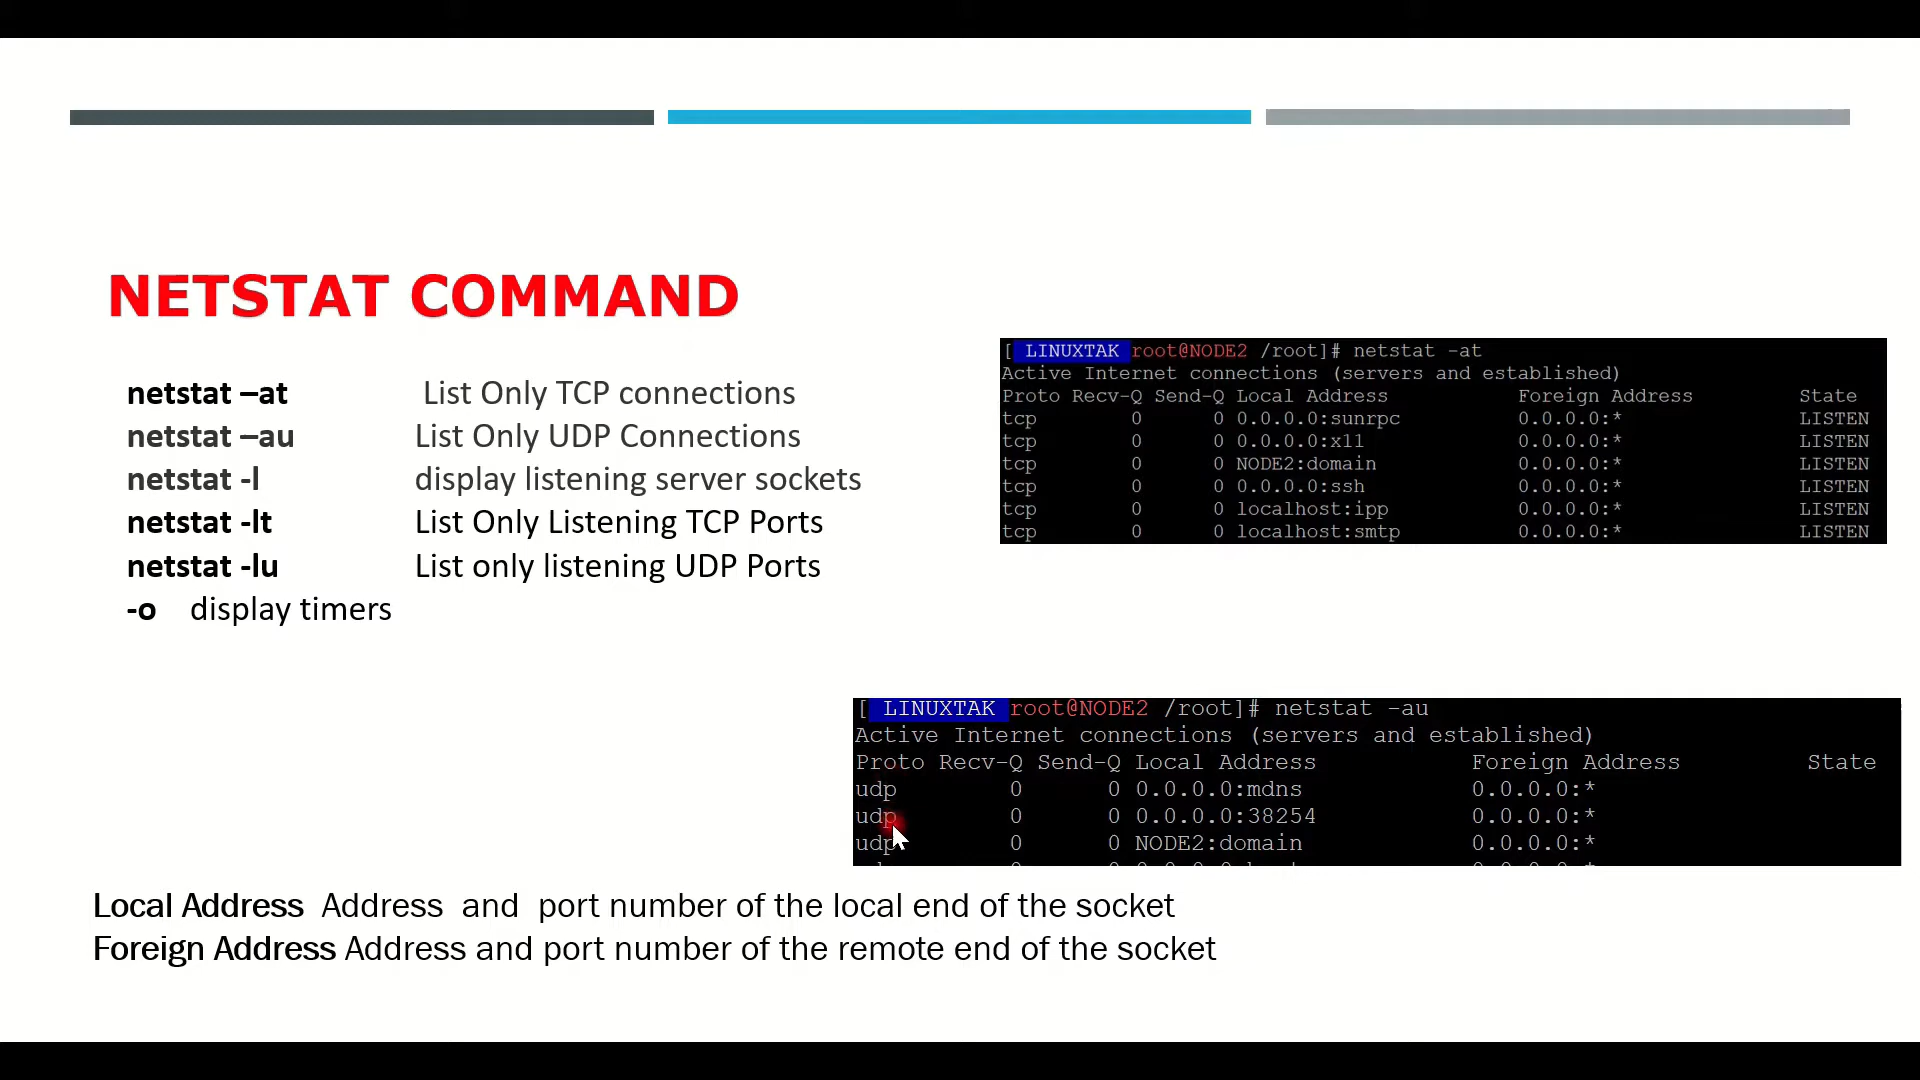 NETSTAT COMMAND
netstat –at List Only TCP connections
netstat –au List Only UDP Connections
netstat -l display listening server sockets
netstat -lt List Only Listening TCP Ports
netstat -lu List only listening UDP Ports
-o display timers
[ LINUXTAK root@NODE2 /root]# netstat -at
Active Internet connections (servers and established)
Proto Recv-Q Send-Q Local Address Foreign Address State
tcp 0 0 0.0.0.0:sunrpc 0.0.0.0:* LISTEN
tcp 0 0 0.0.0.0:x11 0.0.0.0:* LISTEN
tcp 0 0 NODE2:domain 0.0.0.0:* LISTEN
tcp 0 0 0.0.0.0:ssh 0.0.0.0:* LISTEN
tcp 0 0 localhost:ipp 0.0.0.0:* LISTEN
tcp 0 0 localhost:smtp 0.0.0.0:* LISTEN
[ LINUXTAK root@NODE2 /root]# netstat -au
Active Internet connections (servers and established)
Proto Recv-Q Send-Q Local Address Foreign Address State
udp 0 0 0.0.0.0:mdns 0.0.0.0:*
udp 0 0 0.0.0.0:38254 0.0.0.0:*
udp 0 0 NODE2:domain 0.0.0.0:*
Local Address Address and port number of the local end of the socket
Foreign Address Address and port number of the remote end of the socket